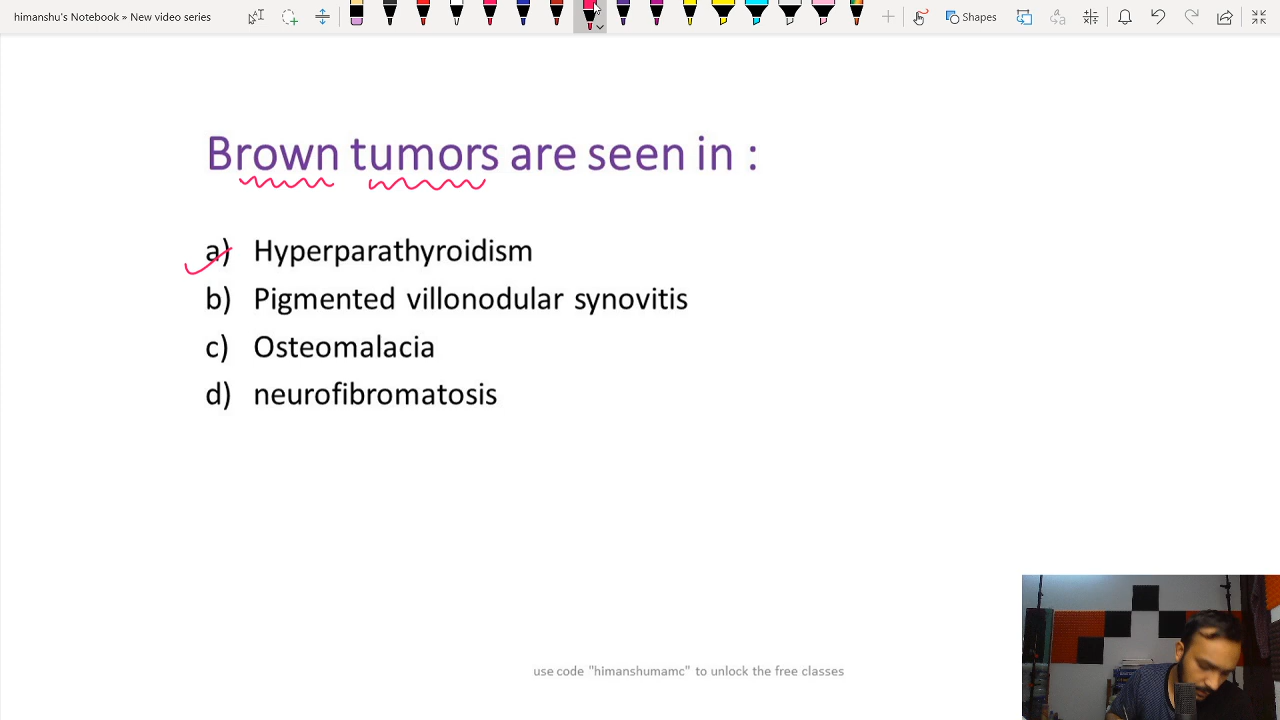 himanshu's Notebook » New video series
Shapes
Brown tumors are seen in :
a) Hyperparathyroidism
b) Pigmented villonodular synovitis
c) Osteomalacia
d) neurofibromatosis
use code "himanshumamc" to unlock the free classes